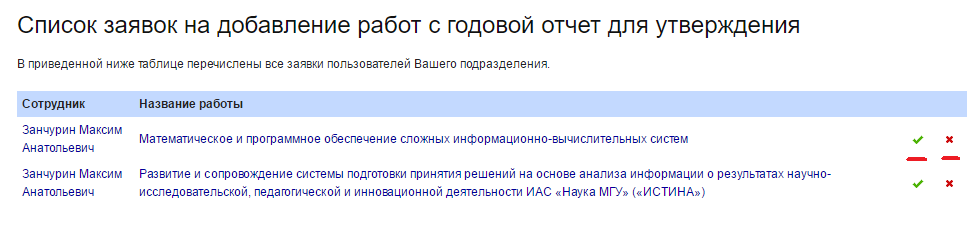 Список заявок на добавление работ с годовой отчет для утверждения
В приведенной ниже таблице перечислены все заявки пользователей Вашего подразделения.
Сотрудник Название работы
Занчурин Максим
Анатольевич
Математическое и программное обеспечение сложных информационно-вычислительных систем
Занчурин Максим
Анатольевич
Развитие и сопровождение системы подготовки принятия решений на основе анализа информации о результатах научно-
исследовательской, педагогической и инновационной деятельности ИАС «Наука МГУ» («ИСТИНА»)